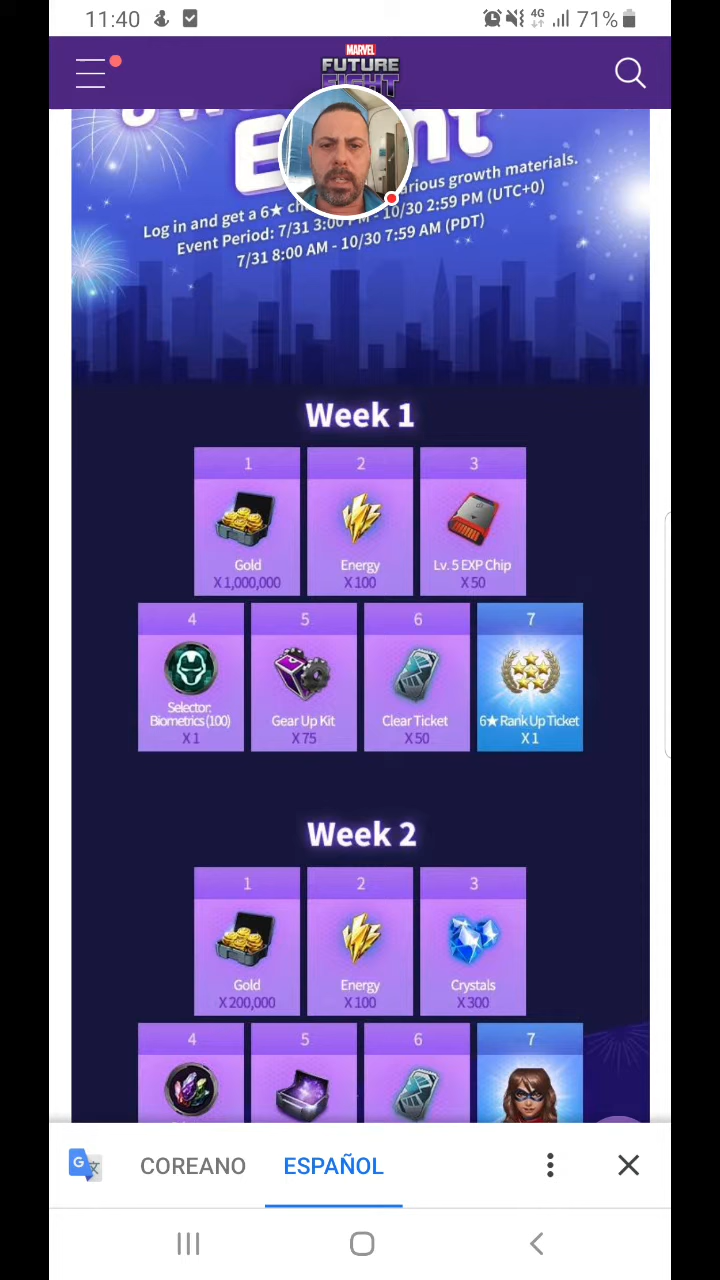 11:40
4G
71%
MARVEL
FUTURE
FIGHT
Log in and get a 6★ arious growth materials.
Event Period: 7/31 3:00 PM - 10/30 2:59 PM (UTC+0)
7/31 8:00 AM - 10/30 7:59 AM (PDT)
Week 1
1 2 3
Gold Energy Lv. 5 EXP Chip
X 1,000,000 X 100 X 50
4 5 6 7
Selector:
Biometrics (100) Gear Up Kit Clear Ticket 6★ Rank Up Ticket
X 1 X 75 X 50 X 1
Week 2
1 2 3
Gold Energy Crystals
X 200,000 X 100 X 300
4 5 6 7
COREANO ESPAÑOL